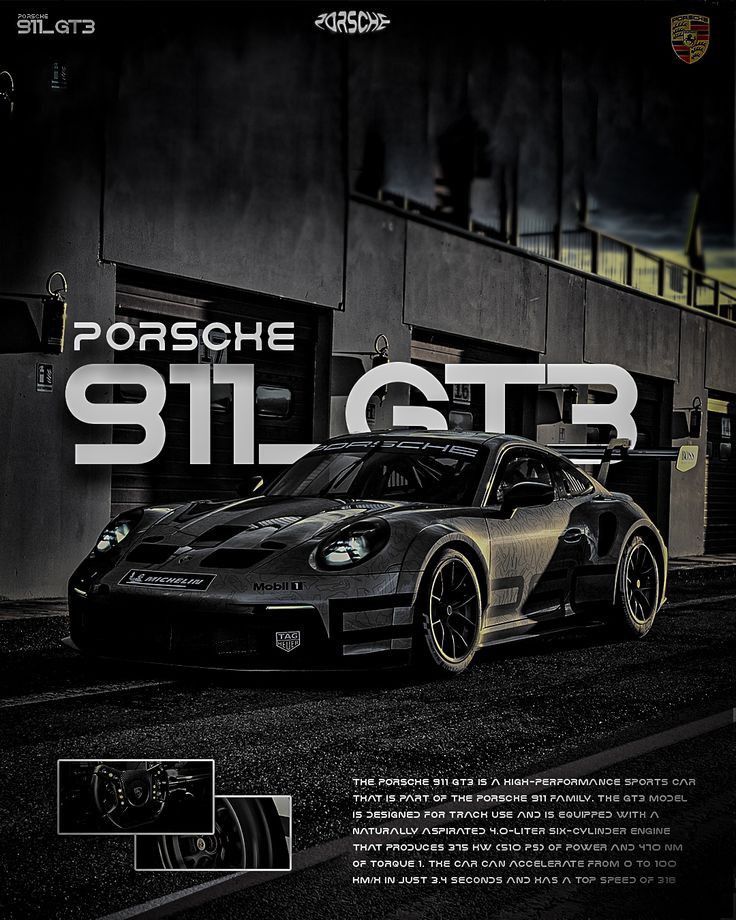 PORSCHE
911_GT3
PORSCHE
PORSCHE
911_GT3
16
PORSCHE
BOSS
MICHELIN
Mobil 1
TAG
HEUER
THE PORSCHE 911 GT3 IS A HIGH-PERFORMANCE SPORTS CAR
THAT IS PART OF THE PORSCHE 911 FAMILY. THE GT3 MODEL
IS DESIGNED FOR TRACK USE AND IS EQUIPPED WITH A
NATURALLY ASPIRATED 4.0-LITER SIX-CYLINDER ENGINE
THAT PRODUCES 375 KW (510 PS) OF POWER AND 470 NM
OF TORQUE 1. THE CAR CAN ACCELERATE FROM 0 TO 100
KM/H IN JUST 3.4 SECONDS AND HAS A TOP SPEED OF 318